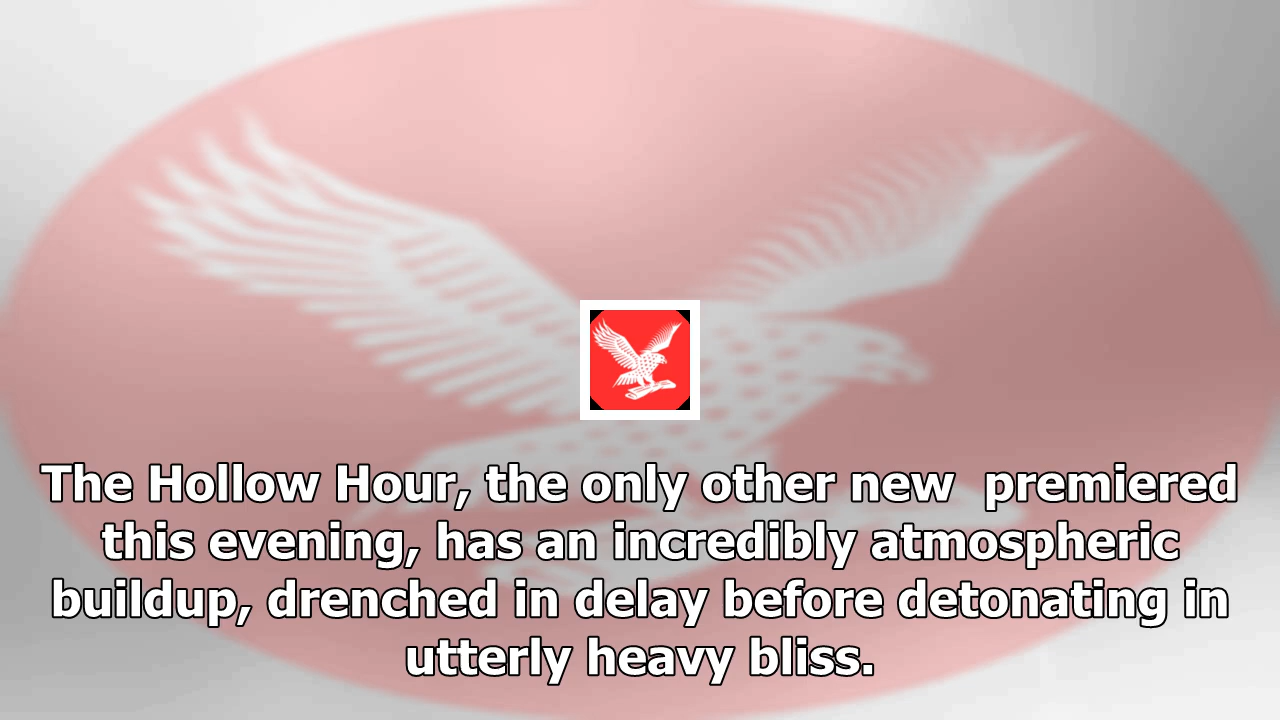 The Hollow Hour, the only other new  premiered
this evening, has an incredibly atmospheric
buildup, drenched in delay before detonating in
utterly heavy bliss.